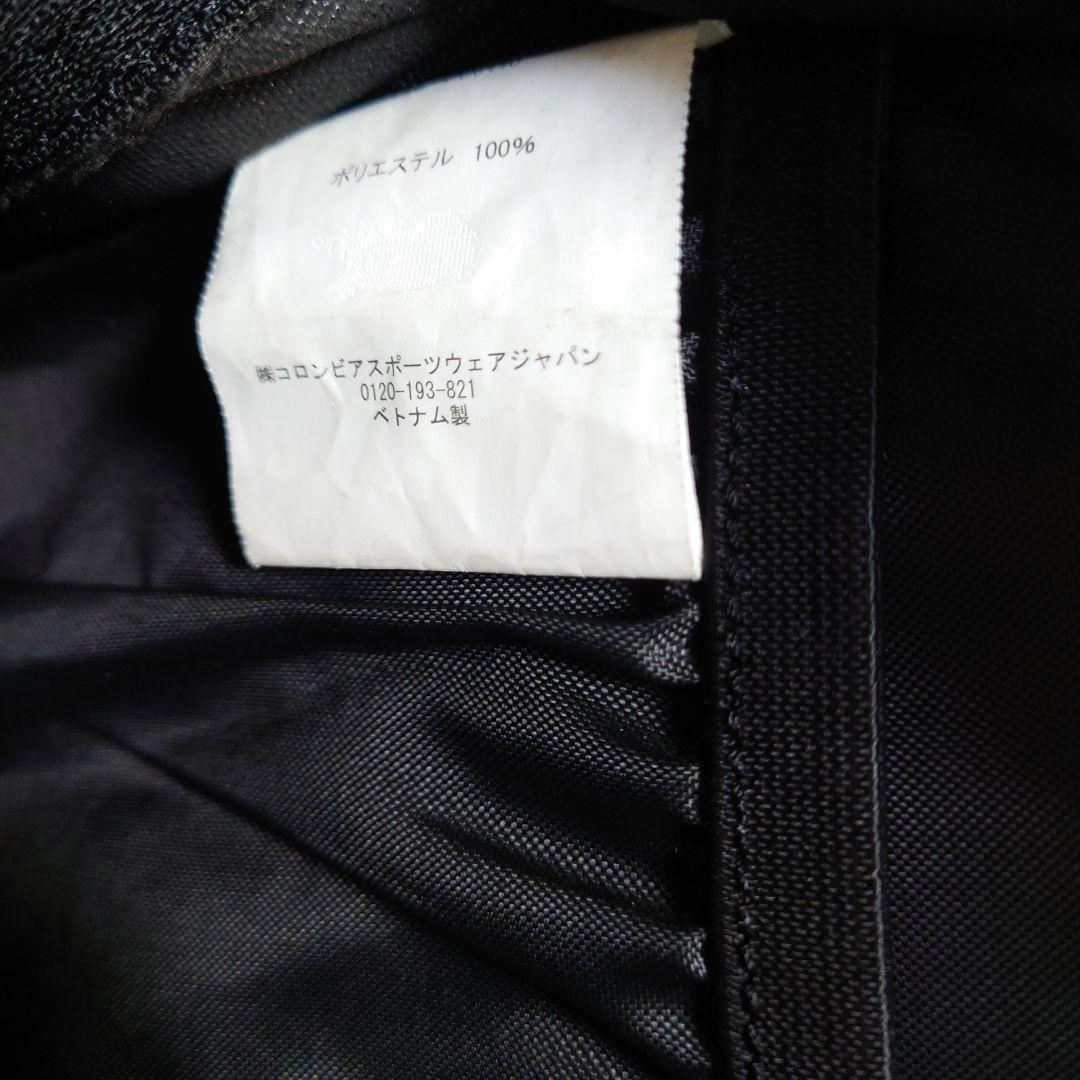 ポリエステル 100%
㈱コロンビアスポーツウェアジャパン
0120-193-821
ベトナム製